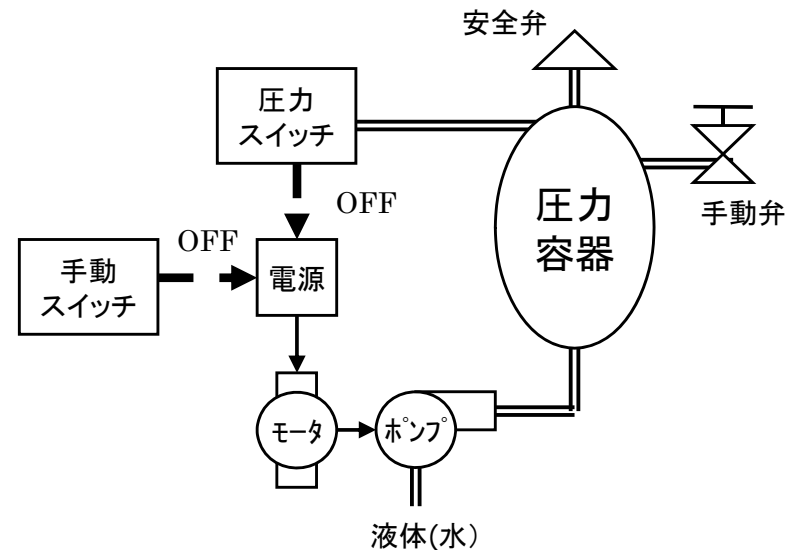 安全弁
圧力
スイッチ
OFF
手動弁
圧力
容器
OFF
手動
スイッチ
電源
モータ
ポンプ
液体(水)